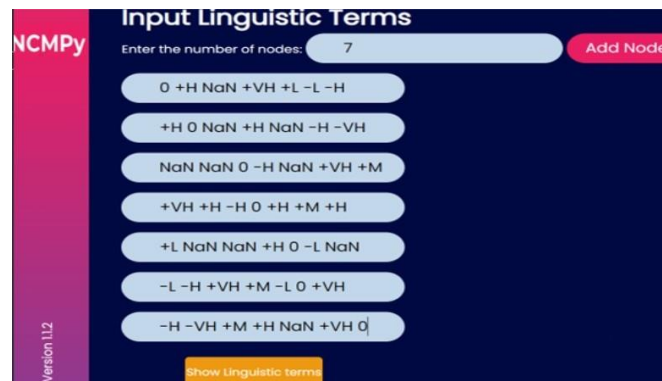 Input Linguistic Terms
NCMPy
Enter the number of nodes: 7 Add Node
0 +H NaN +VH +L -L -H
+H 0 NaN +H NaN -H -VH
NaN NaN 0 -H NaN +VH +M
+VH +H -H 0 +H +M +H
+L NaN NaN +H 0 -L NaN
-L -H +VH +M -L 0 +VH
-H -VH +M +H NaN +VH 0
Version 1.1.2
Show Linguistic terms